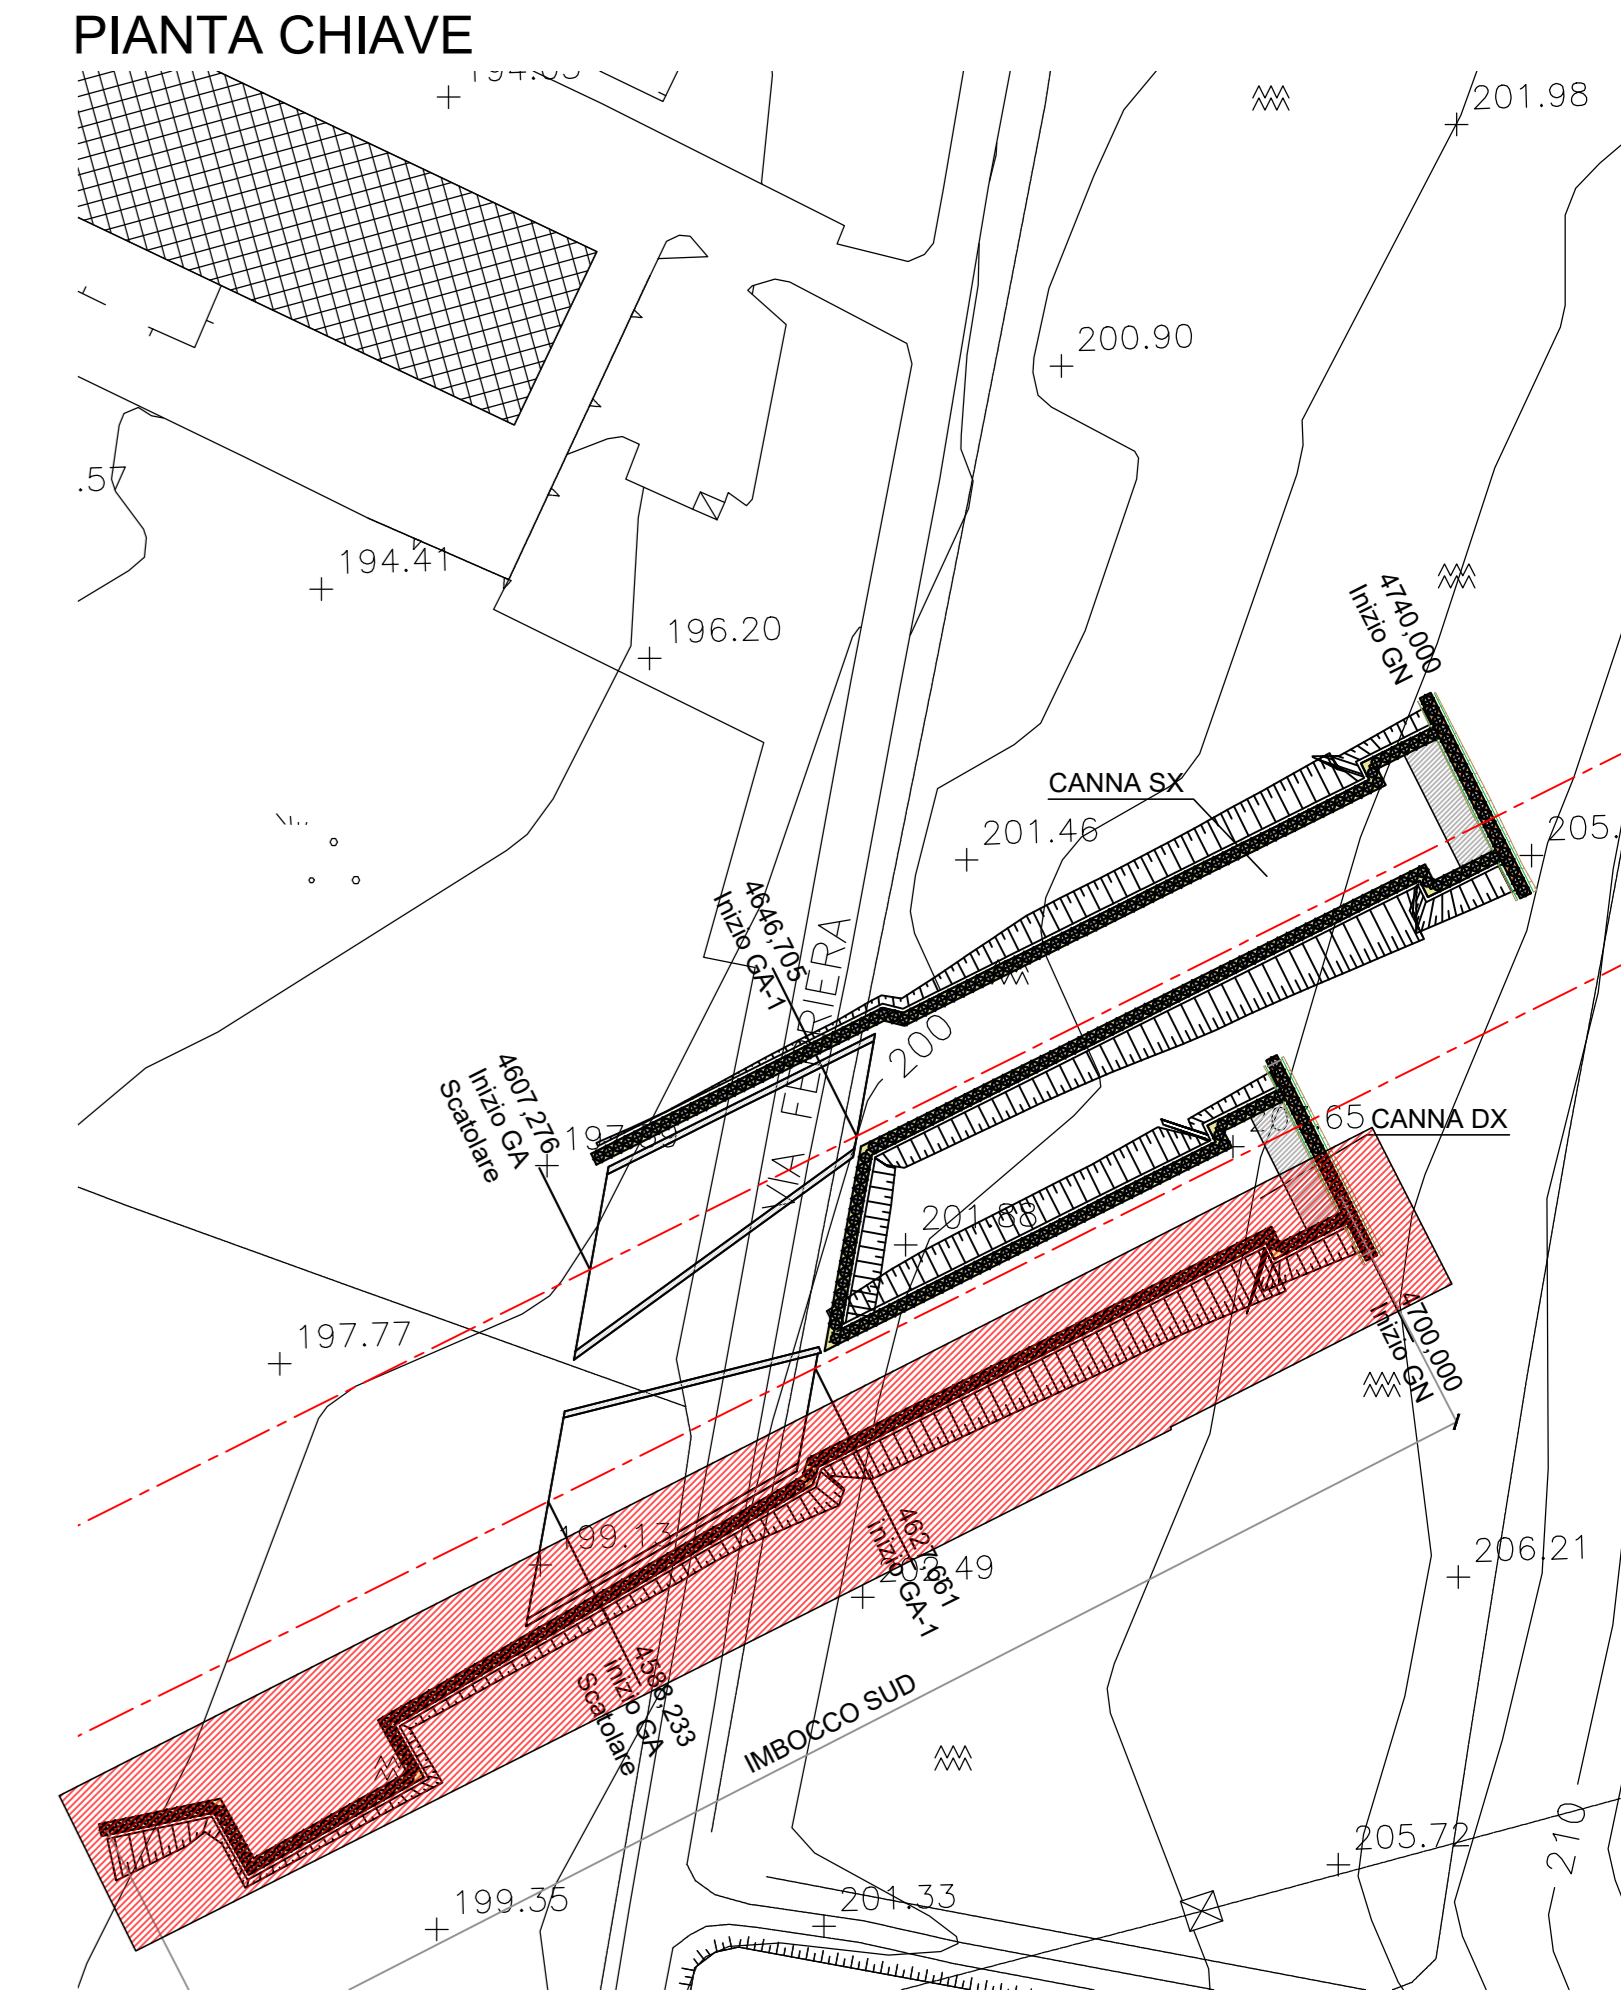 PIANTA CHIAVE
201.98
200.90
.57
194.41
196.20
4740,000
Inizio GN
CANNA SX
201.46
205.
4646,705
Inizio GA-1
VIA
200
4607,276
Inizio GA
Scatolare
65
CANNA DX
201.88
197.77
4700,000
Inizio GN
199.13
4627,661
inizio GA-1
49
206.21
4588,233
inizio GA
Scatolare
IMBOCCO SUD
205.72
210
199.35
201.33